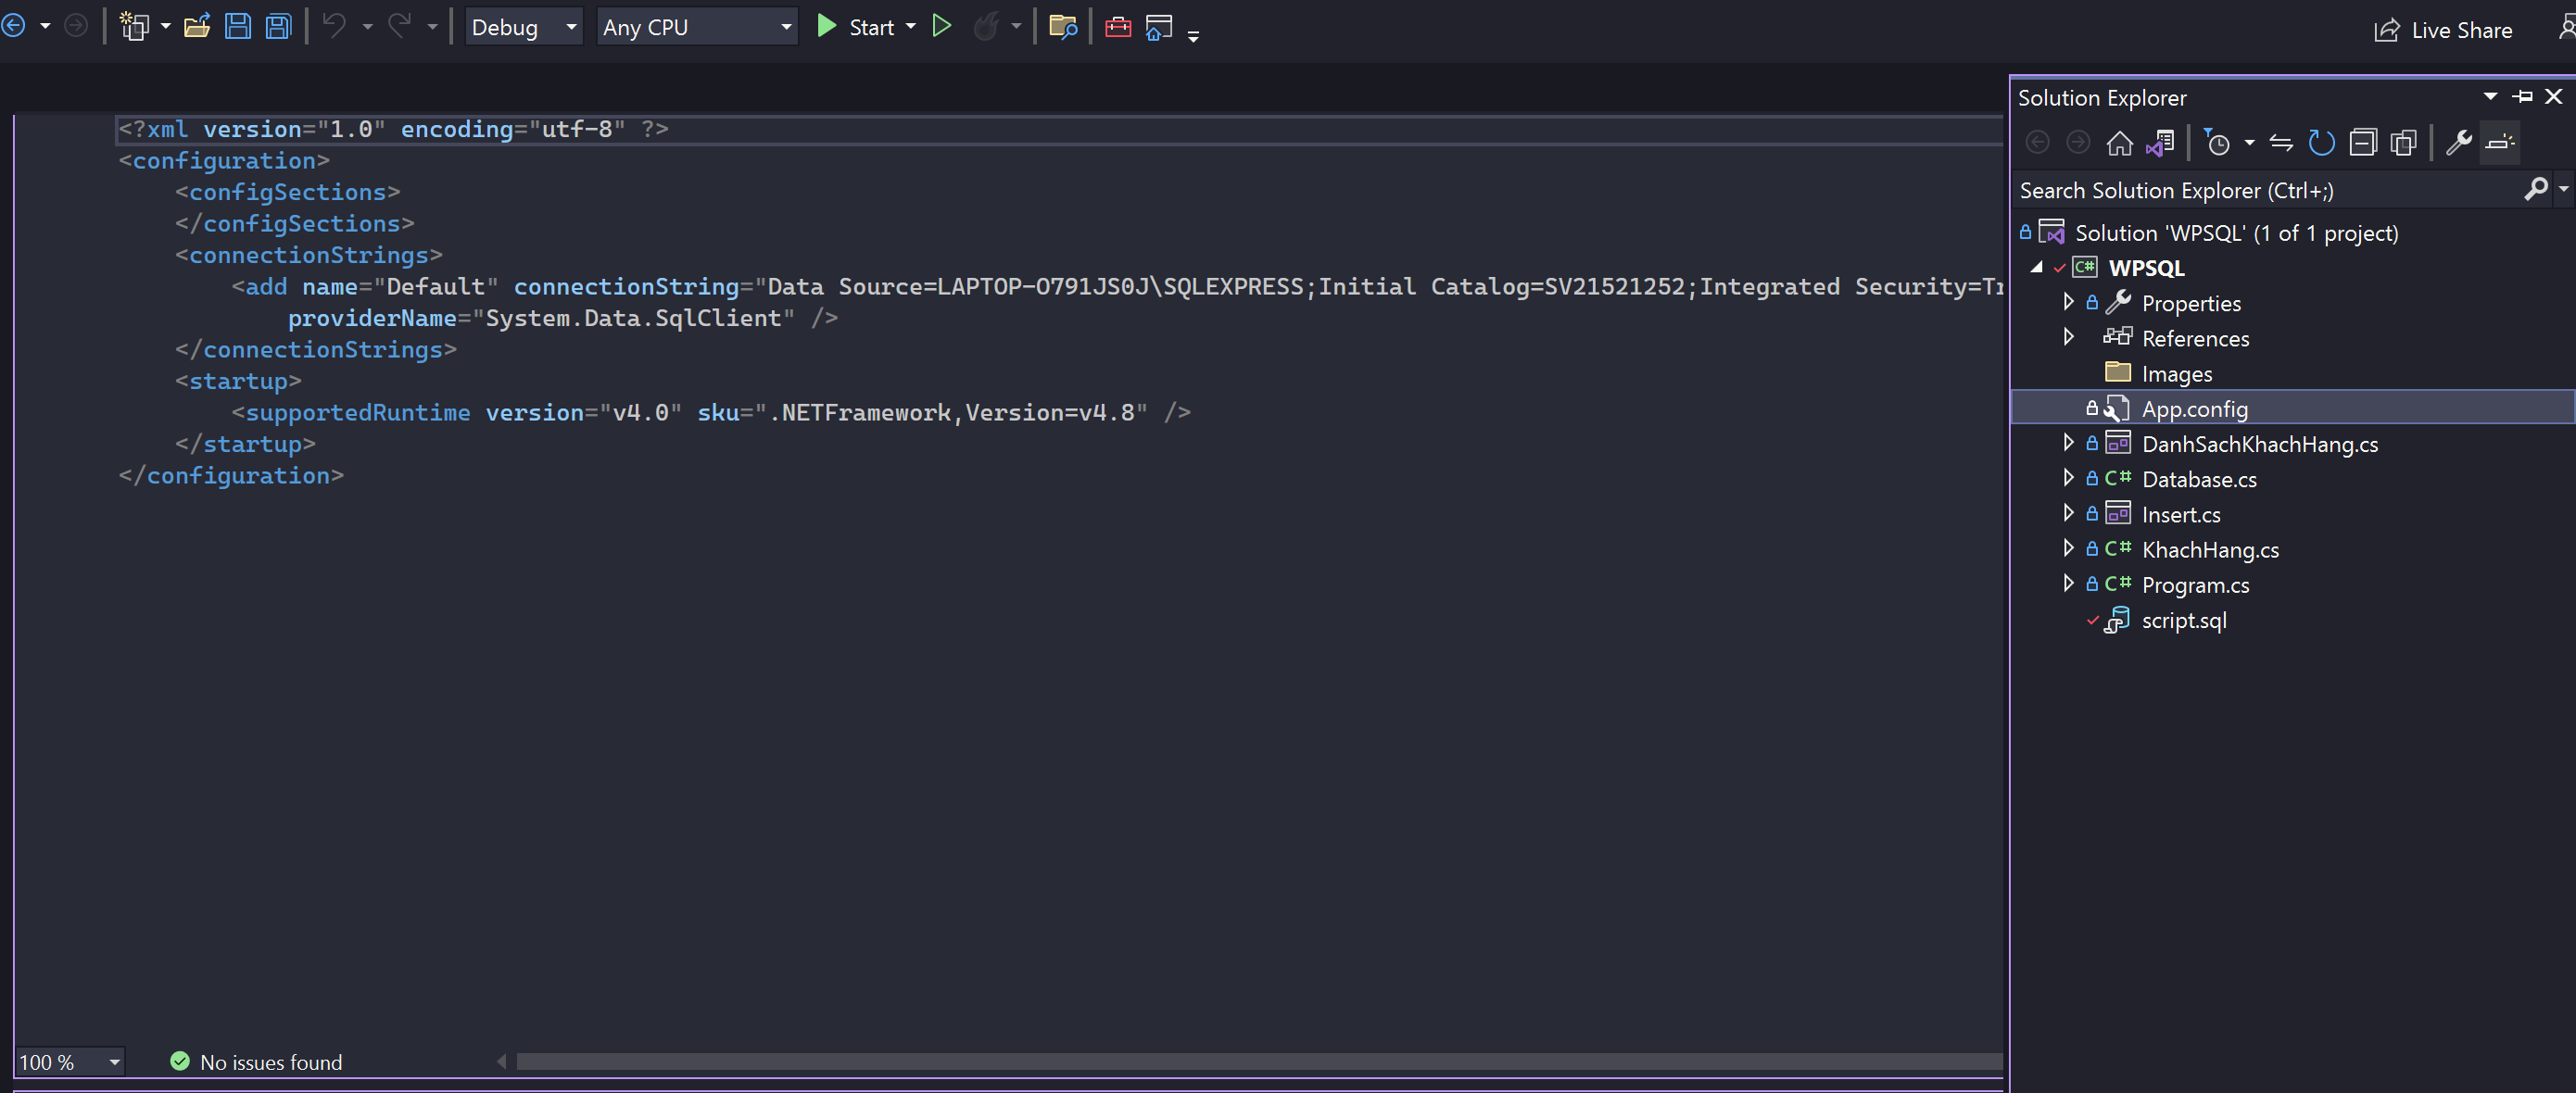 Debug
Any CPU
Start
Live Share
<?xml version="1.0" encoding="utf-8" ?>
<configuration>
<configSections>
</configSections>
<connectionStrings>
<add name="Default" connectionString="Data Source=LAPTOP-O791JS0J\SQLEXPRESS;Initial Catalog=SV21521252;Integrated Security=Tr
providerName="System.Data.SqlClient" />
</connectionStrings>
<startup>
<supportedRuntime version="v4.0" sku=".NETFramework,Version=v4.8" />
</startup>
</configuration>
100 %
No issues found
Solution Explorer
Search Solution Explorer (Ctrl+;)
Solution 'WPSQL' (1 of 1 project)
C# WPSQL
Properties
References
Images
App.config
DanhSachKhachHang.cs
C# Database.cs
Insert.cs
C# KhachHang.cs
C# Program.cs
script.sql